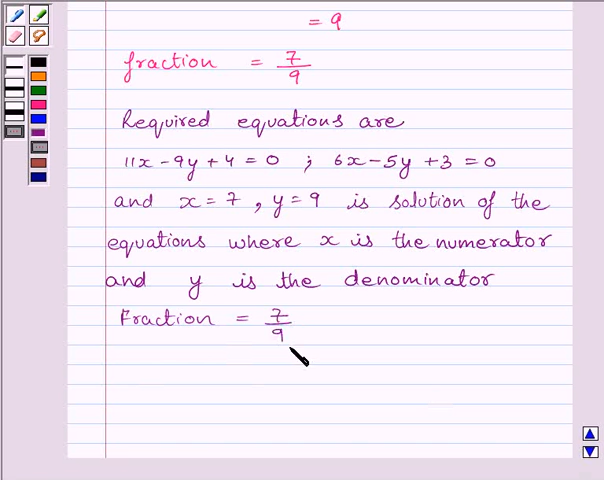 = 9
fraction = 7/9
Required equations are
11x - 9y + 4 = 0 ; 6x - 5y + 3 = 0
and x = 7 , y = 9 is solution of the
equations where x is the numerator
and y is the denominator
Fraction = 7/9